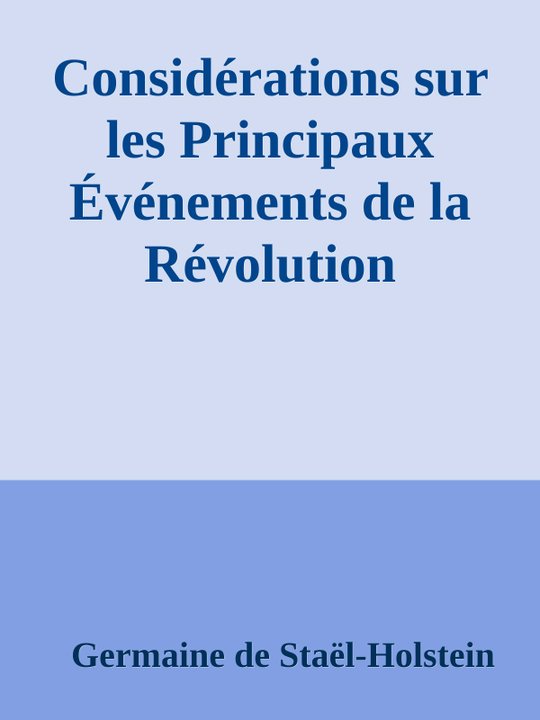 Considérations sur
les Principaux
Événements de la
Révolution
Germaine de Staël-Holstein